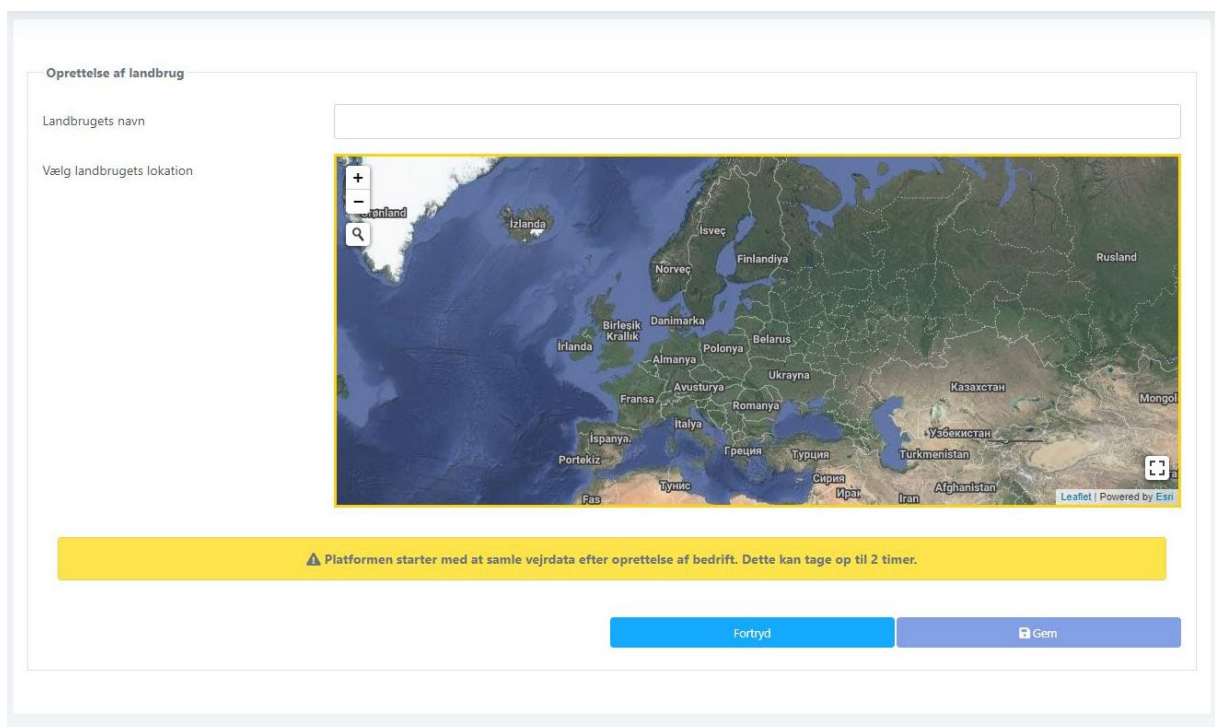 Oprettelse af landbrug
Landbrugets navn
Vælg landbrugets lokation
+
−
Grønland
İzlanda
İsveç
Finlandiya
Norveç
Rusland
Birleşik
Krallık
Danimarka
İrlanda
Polonya
Belarus
Almanya
Ukrayna
Avusturya
Fransa
Romanya
Казахстан
Mongol
İtalya
Узбекистан
İspanya.
Греция
Турция
Turkmenistan
Portekiz
Тунис
Сирия
Afghanistan
Fas
Ирак
Iran
Leaflet | Powered by Esri
Platformen starter med at samle vejrdata efter oprettelse af bedrift. Dette kan tage op til 2 timer.
Fortryd
Gem